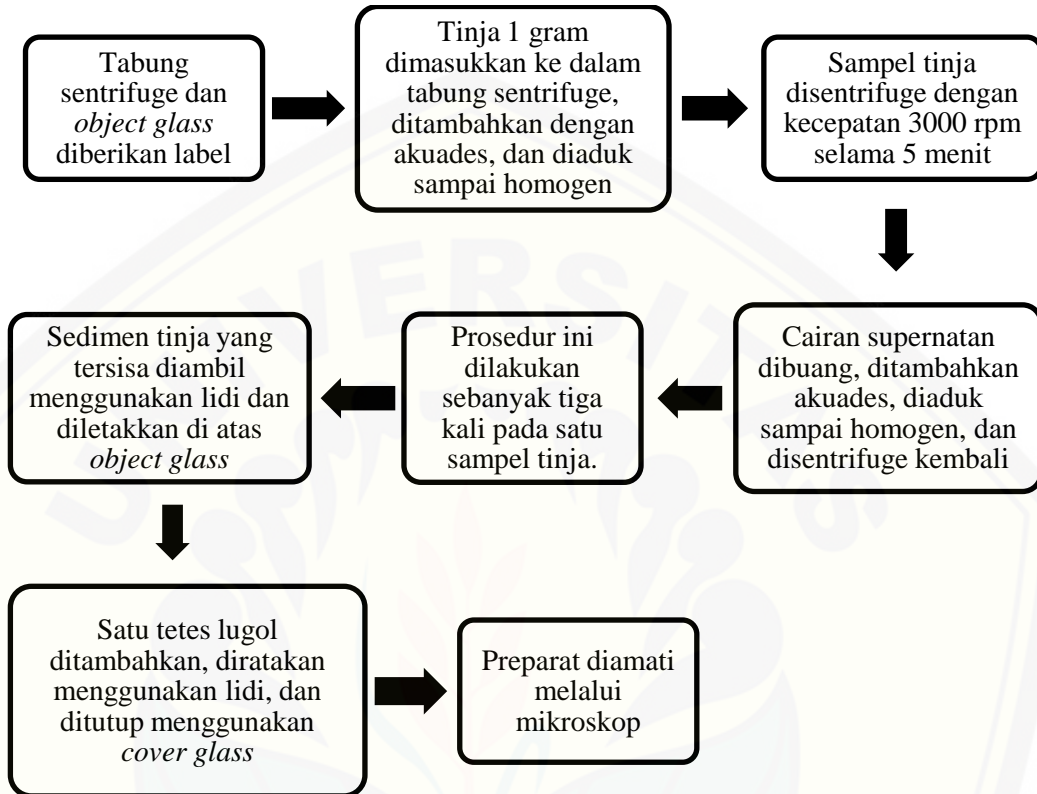 Tabung
sentrifuge dan
object glass
diberikan label
Tinja 1 gram
dimasukkan ke dalam
tabung sentrifuge,
ditambahkan dengan
akuades, dan diaduk
sampai homogen
Sampel tinja
disentrifuge dengan
kecepatan 3000 rpm
selama 5 menit
Cairan supernatan
dibuang, ditambahkan
akuades, diaduk
sampai homogen, dan
disentrifuge kembali
Prosedur ini
dilakukan
sebanyak tiga
kali pada satu
sampel tinja.
Sedimen tinja yang
tersisa diambil
menggunakan lidi dan
diletakkan di atas
object glass
Satu tetes lugol
ditambahkan, diratakan
menggunakan lidi, dan
ditutup menggunakan
cover glass
Preparat diamati
melalui
mikroskop
UNIVERSITAS